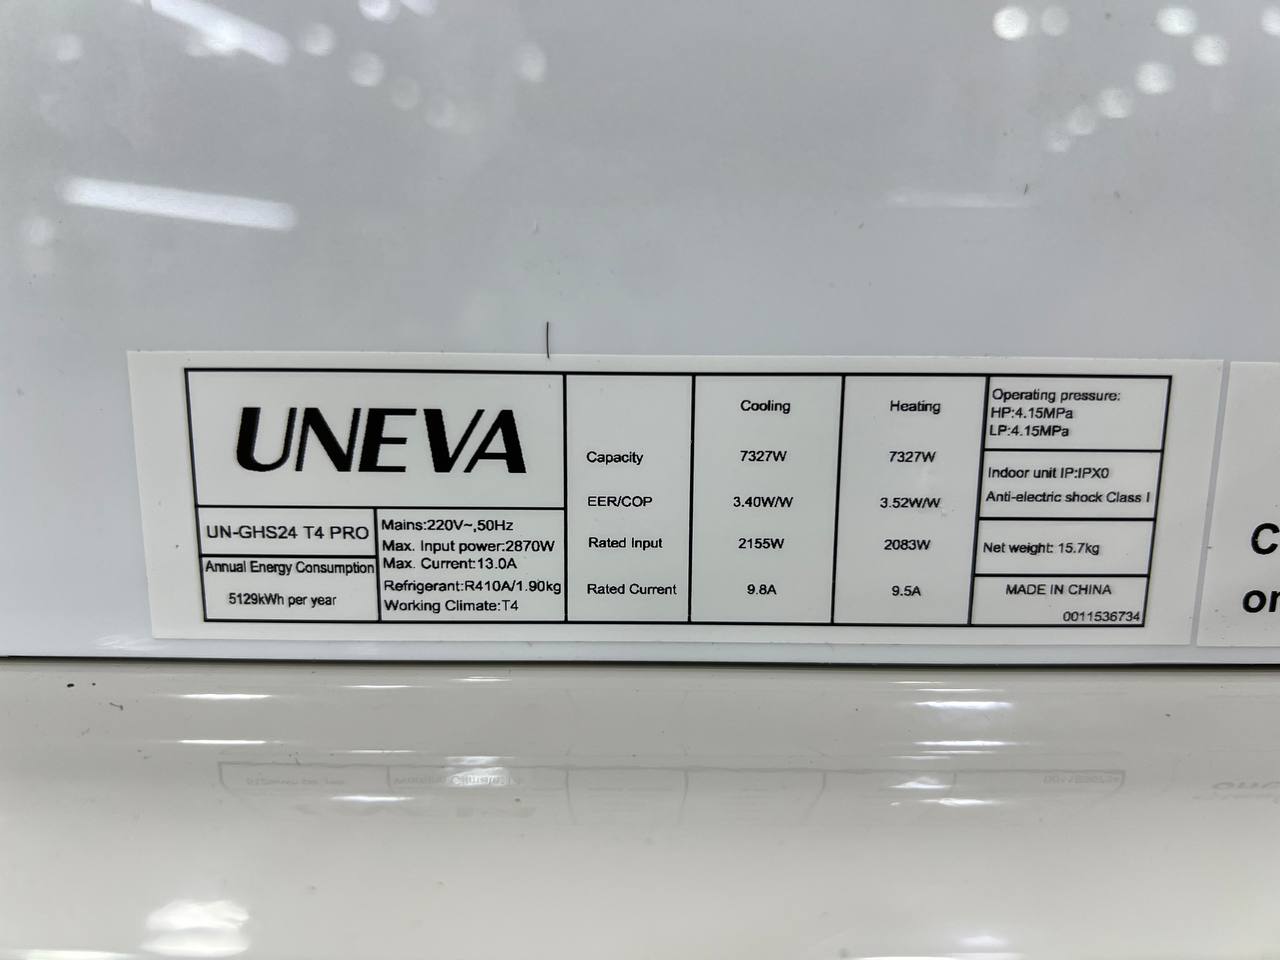 UNEVA
UN-GHS24 T4 PRO
Annual Energy Consumption
5129kWh per year
Mains:220V~,50Hz
Max. Input power:2870W
Max. Current:13.0A
Refrigerant:R410A/1.90kg
Working Climate:T4
Cooling Heating
Capacity 7327W 7327W
EER/COP 3.40W/W 3.52W/W
Rated Input 2155W 2083W
Rated Current 9.8A 9.5A
Operating pressure:
HP:4.15MPa
LP:4.15MPa
Indoor unit IP:IPX0
Anti-electric shock Class I
Net weight: 15.7kg
MADE IN CHINA
0011536734